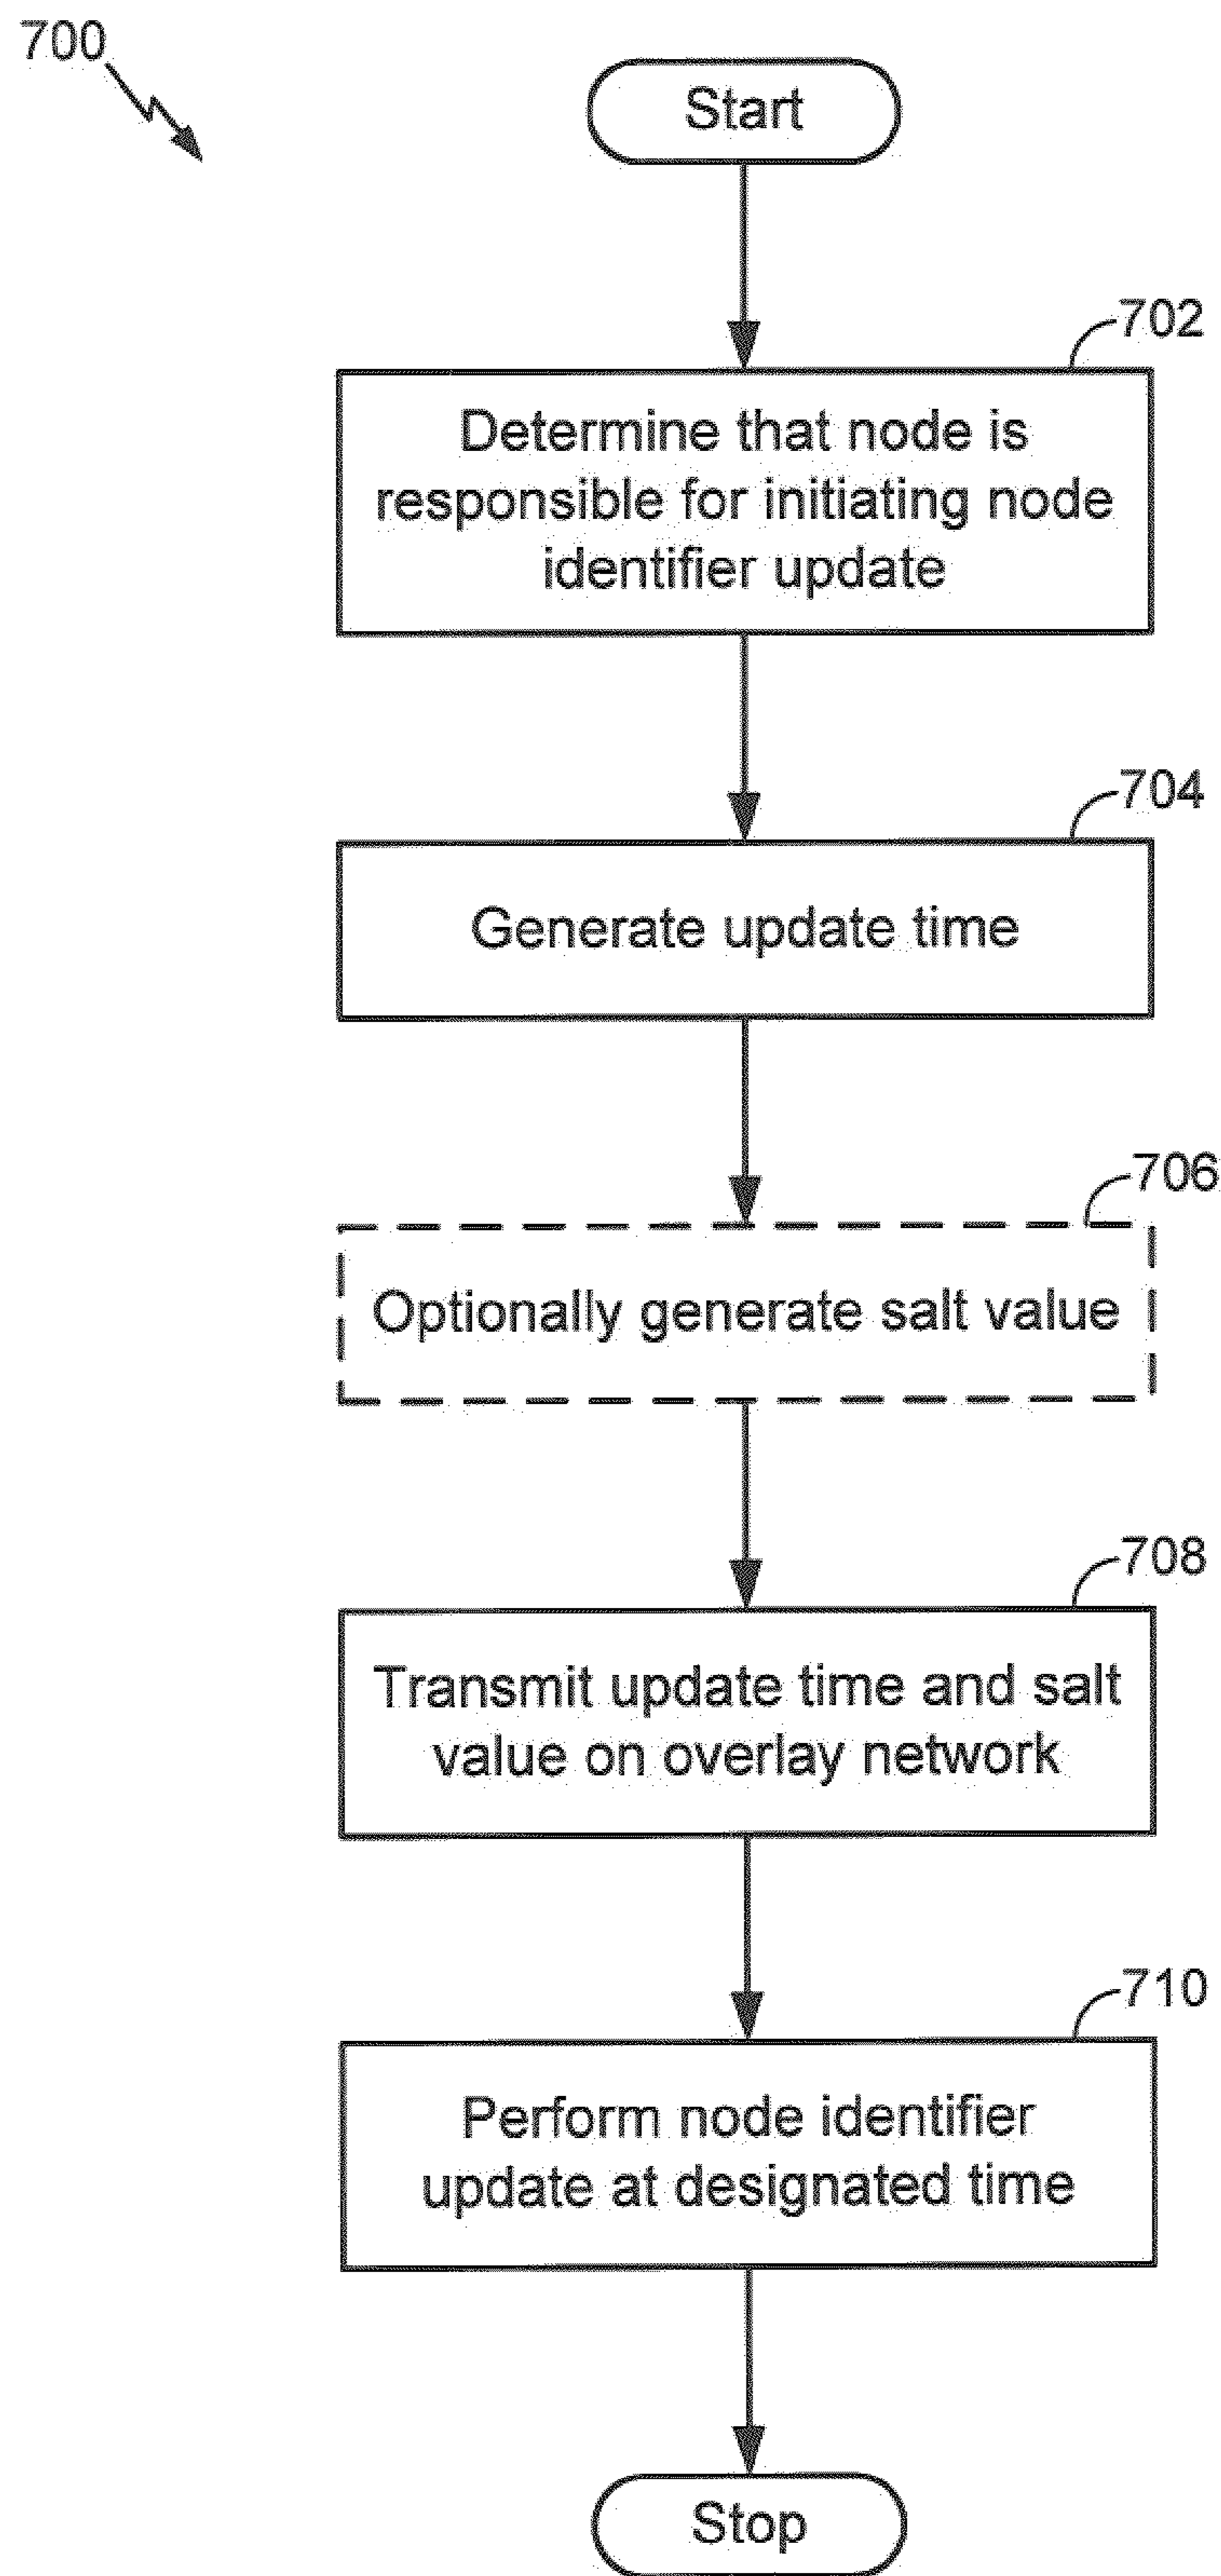 700
Start
702
Determine that node is
responsible for initiating node
identifier update
704
Generate update time
706
Optionally generate salt value
708
Transmit update time and salt
value on overlay network
710
Perform node identifier
update at designated time
Stop